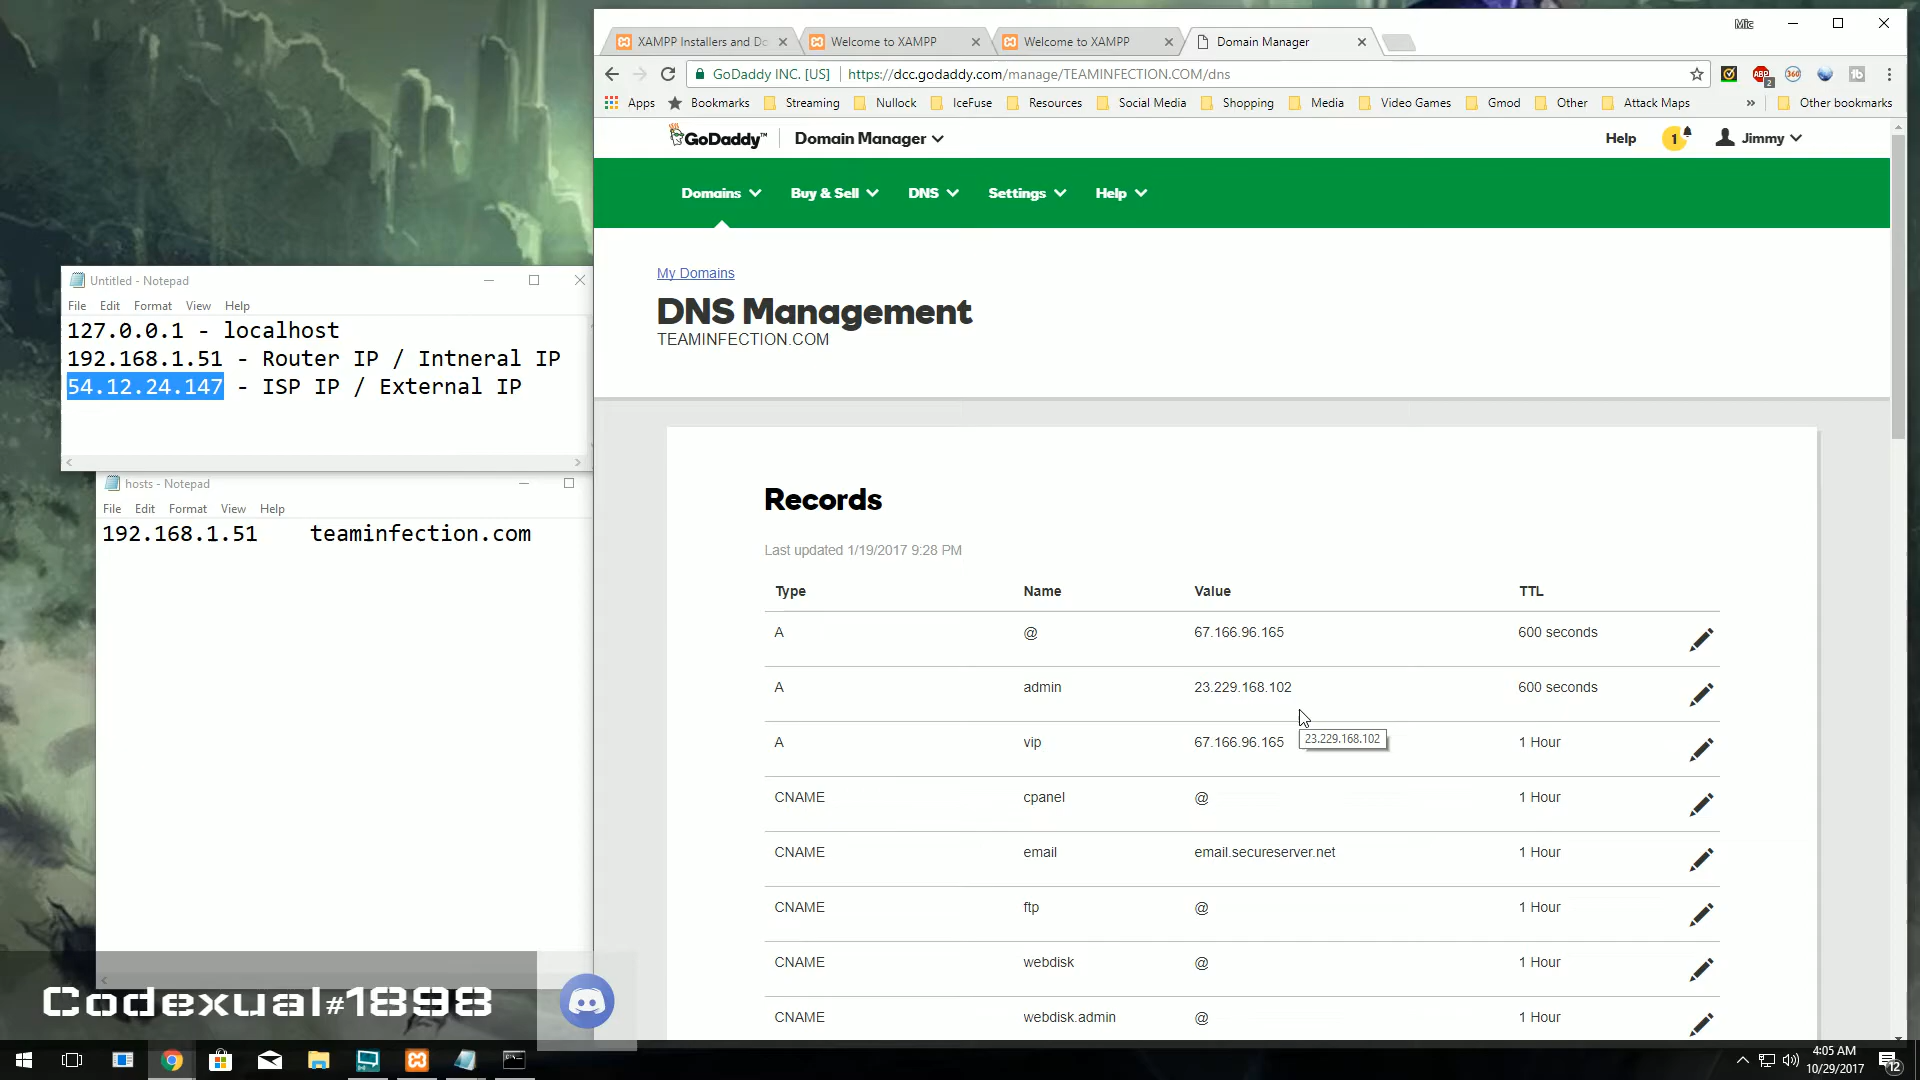 Mic
XAMPP Installers and Do
Welcome to XAMPP
Welcome to XAMPP
Domain Manager
GoDaddy INC. [US]
https://dcc.godaddy.com/manage/TEAMINFECTION.COM/dns
ABP
2
360
Apps
Bookmarks
Streaming
Nullock
IceFuse
Resources
Social Media
Shopping
Media
Video Games
Gmod
Other
Attack Maps
»
Other bookmarks
GoDaddy™
Domain Manager
Help
1
Jimmy
Domains
Buy & Sell
DNS
Settings
Help
My Domains
DNS Management
TEAMINFECTION.COM
Records
Last updated 1/19/2017 9:28 PM
Type Name Value TTL
A @ 67.166.96.165 600 seconds
A admin 23.229.168.102 600 seconds
A vip 67.166.96.165 1 Hour
23.229.168.102
CNAME cpanel @ 1 Hour
CNAME email email.secureserver.net 1 Hour
CNAME ftp @ 1 Hour
CNAME webdisk @ 1 Hour
CNAME webdisk.admin @ 1 Hour
Untitled - Notepad
File Edit Format View Help
127.0.0.1 - localhost
192.168.1.51 - Router IP / Intneral IP
54.12.24.147 - ISP IP / External IP
hosts - Notepad
File Edit Format View Help
192.168.1.51    teaminfection.com
Codexual#1898
4:05 AM
10/29/2017
12